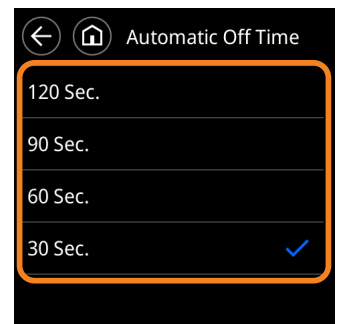 Automatic Off Time
120 Sec.
90 Sec.
60 Sec.
30 Sec.